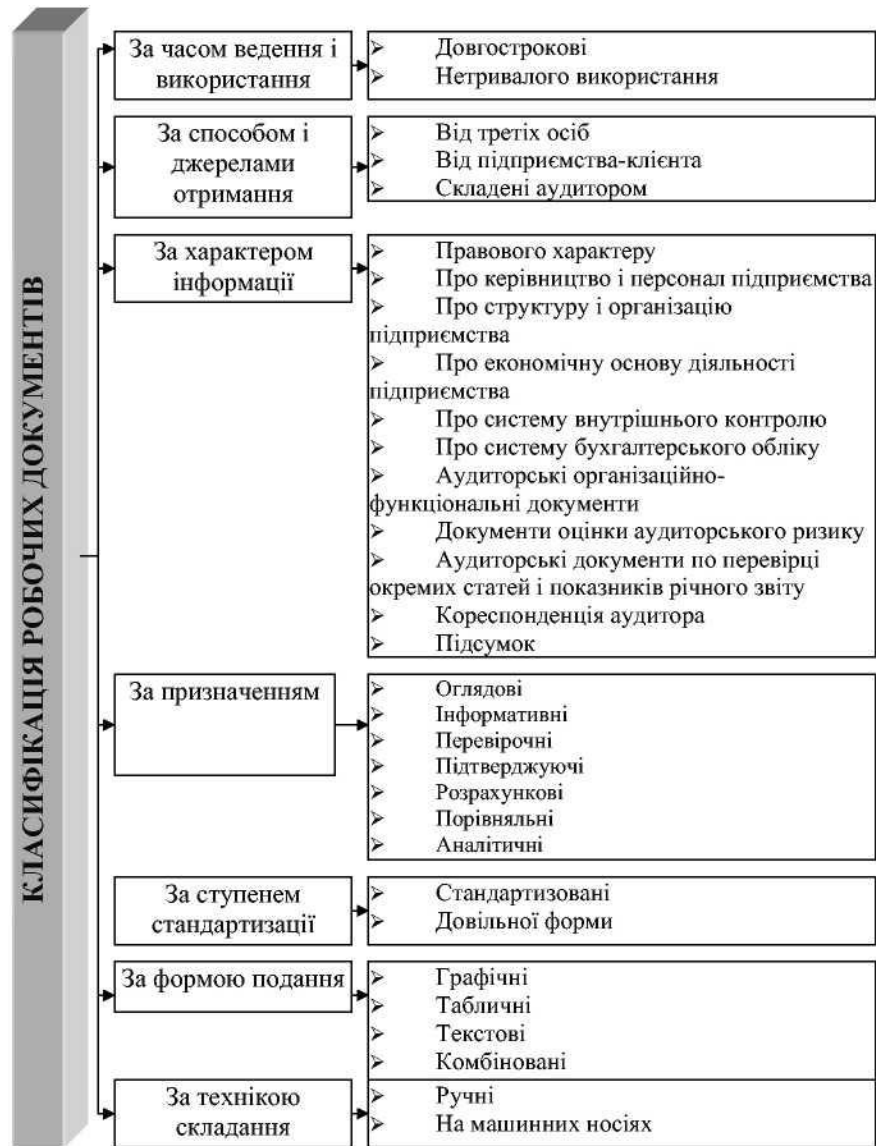 КЛАСИФІКАЦІЯ РОБОЧИХ ДОКУМЕНТІВ
За часом ведення і
використання
➢ Довгострокові
➢ Нетривалого використання
За способом і
джерелами
отримання
➢ Від третіх осіб
➢ Від підприємства-клієнта
➢ Складені аудитором
За характером
інформації
➢ Правового характеру
➢ Про керівництво і персонал підприємства
➢ Про структуру і організацію
підприємства
➢ Про економічну основу діяльності
підприємства
➢ Про систему внутрішнього контролю
➢ Про систему бухгалтерського обліку
➢ Аудиторські організаційно-
функціональні документи
➢ Документи оцінки аудиторського ризику
➢ Аудиторські документи по перевірці
окремих статей і показників річного звіту
➢ Кореспонденція аудитора
➢ Підсумок
За призначенням
➢ Оглядові
➢ Інформативні
➢ Перевірочні
➢ Підтверджуючі
➢ Розрахункові
➢ Порівняльні
➢ Аналітичні
За ступенем
стандартизації
➢ Стандартизовані
➢ Довільної форми
За формою подання
➢ Графічні
➢ Табличні
➢ Текстові
➢ Комбіновані
За технікою
складання
➢ Ручні
➢ На машинних носіях